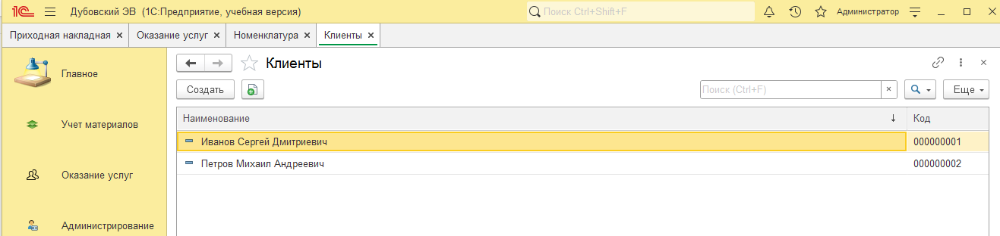 1С Дубовский ЭВ (1С:Предприятие, учебная версия) Поиск Ctrl+Shift+F Администратор
Приходная накладная × Оказание услуг × Номенклатура × Клиенты ×
Главное
Учет материалов
Оказание услуг
Администрирование
Клиенты
Создать Поиск (Ctrl+F) × Еще
Наименование ↓ Код
Иванов Сергей Дмитриевич 000000001
Петров Михаил Андреевич 000000002